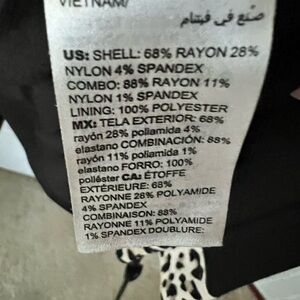 VIETNAM/
صنع في فيتنام
US: SHELL: 68% RAYON 28%
NYLON 4% SPANDEX
COMBO: 88% RAYON 11%
NYLON 1% SPANDEX
LINING: 100% POLYESTER
MX: TELA EXTERIOR: 68%
rayón 28% poliamida 4%
elastano COMBINACIÓN: 88%
rayón 11% poliamida 1%
elastano FORRO: 100%
poliéster CA: ÉTOFFE
EXTÉRIEURE: 68%
RAYONNE 28% POLYAMIDE
4% SPANDEX
COMBINAISON: 88%
RAYONNE 11% POLYAMIDE
1% SPANDEX DOUBLURE: